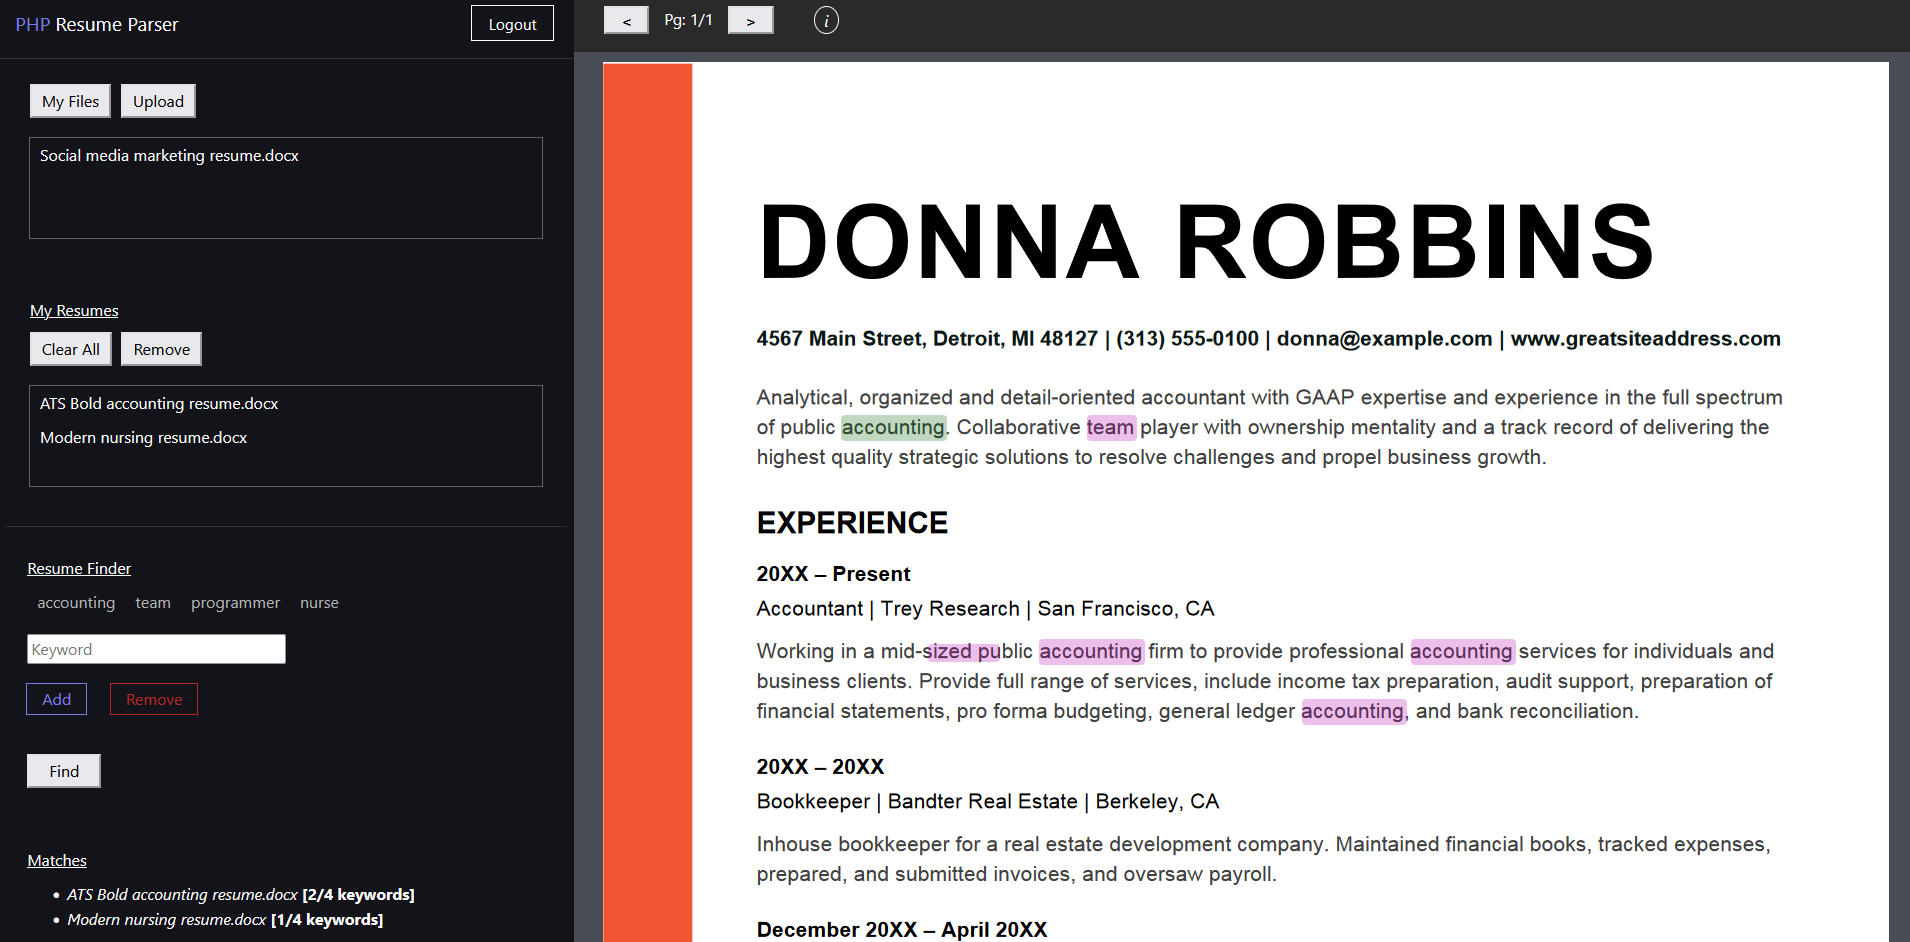 PHP Resume Parser
Logout
My Files
Upload
Social media marketing resume.docx
My Resumes
Clear All
Remove
ATS Bold accounting resume.docx
Modern nursing resume.docx
Resume Finder
accounting team programmer nurse
Keyword
Add
Remove
Find
Matches
• ATS Bold accounting resume.docx [2/4 keywords]
• Modern nursing resume.docx [1/4 keywords]
< Pg: 1/1 > i
DONNA ROBBINS
4567 Main Street, Detroit, MI 48127 | (313) 555-0100 | donna@example.com | www.greatsiteaddress.com
Analytical, organized and detail-oriented accountant with GAAP expertise and experience in the full spectrum
of public accounting. Collaborative team player with ownership mentality and a track record of delivering the
highest quality strategic solutions to resolve challenges and propel business growth.
EXPERIENCE
20XX – Present
Accountant | Trey Research | San Francisco, CA
Working in a mid-sized public accounting firm to provide professional accounting services for individuals and
business clients. Provide full range of services, include income tax preparation, audit support, preparation of
financial statements, pro forma budgeting, general ledger accounting, and bank reconciliation.
20XX – 20XX
Bookkeeper | Bandter Real Estate | Berkeley, CA
Inhouse bookkeeper for a real estate development company. Maintained financial books, tracked expenses,
prepared, and submitted invoices, and oversaw payroll.
December 20XX – April 20XX